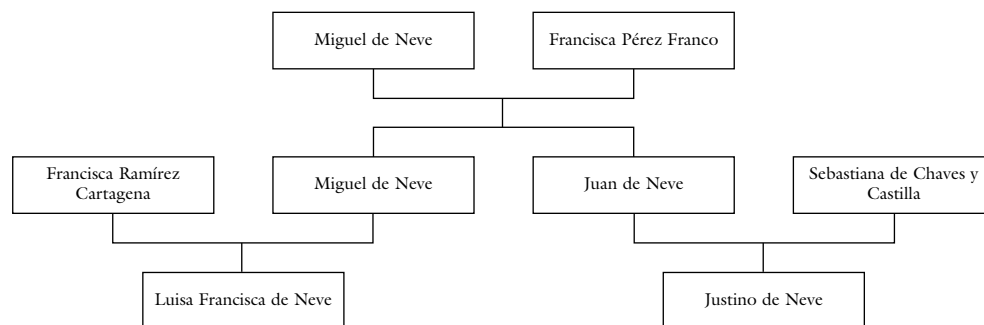 Miguel de Neve
Francisca Pérez Franco
Francisca Ramírez
Cartagena
Miguel de Neve
Juan de Neve
Sebastiana de Chaves y
Castilla
Luisa Francisca de Neve
Justino de Neve